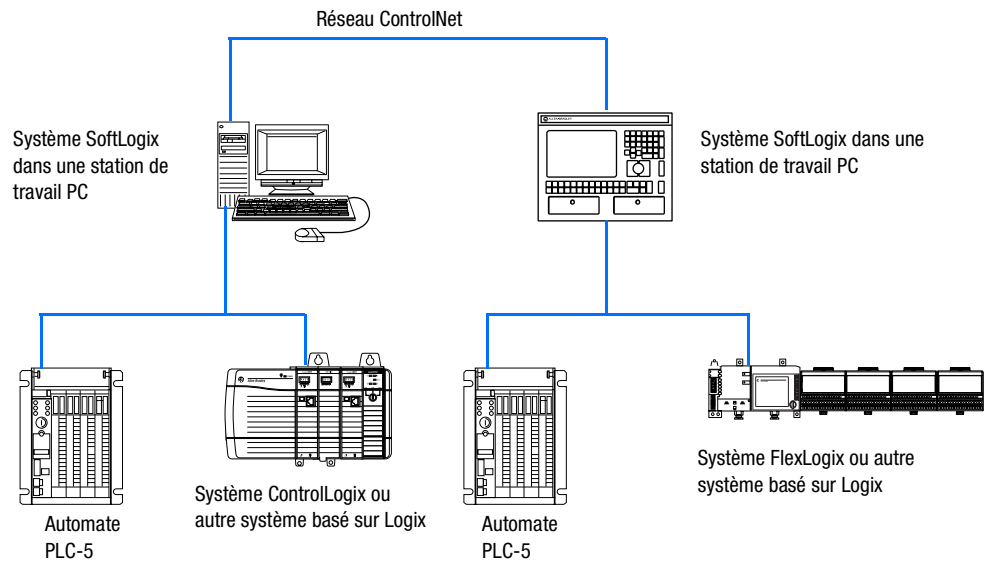 Réseau ControlNet
Système SoftLogix
dans une station de
travail PC
Système SoftLogix dans une
station de travail PC
Système ControlLogix ou
autre système basé sur Logix
Système FlexLogix ou autre
système basé sur Logix
Automate
PLC-5
Automate
PLC-5